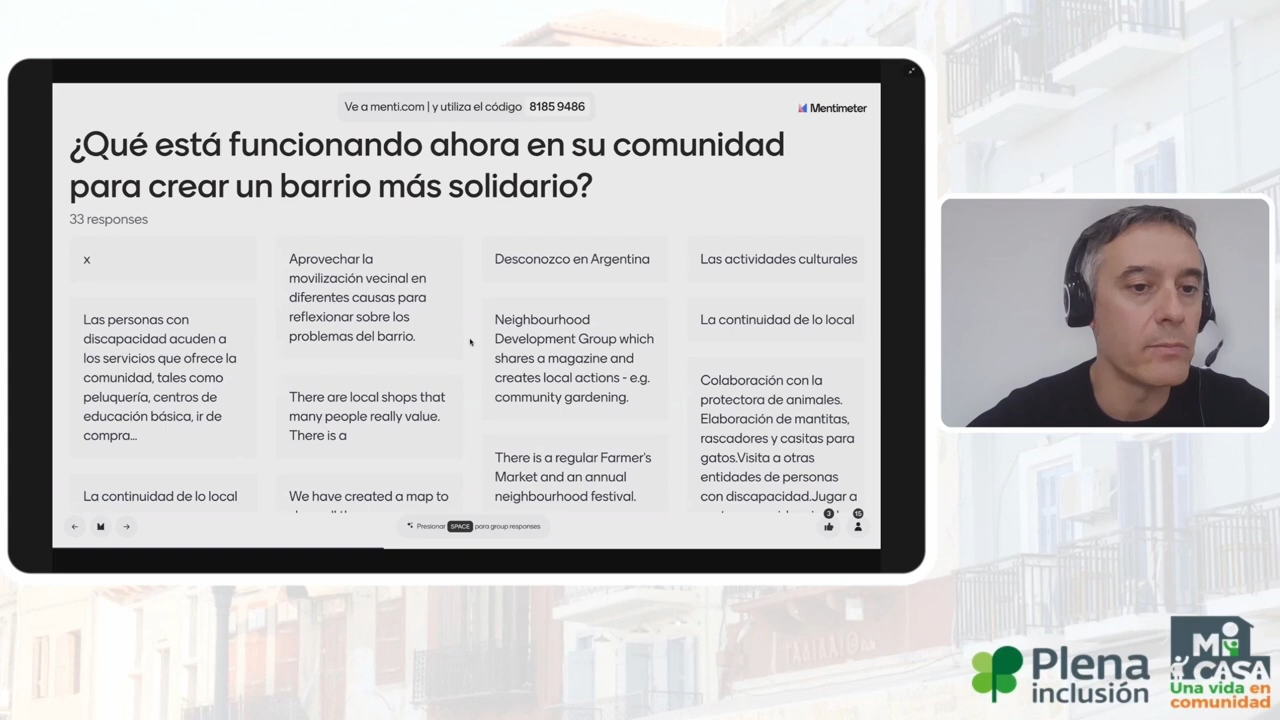 Ve a menti.com | y utiliza el código 8185 9486
Mentimeter
¿Qué está funcionando ahora en su comunidad
para crear un barrio más solidario?
33 responses
x
Las personas con
discapacidad acuden a
los servicios que ofrece la
comunidad, tales como
peluquería, centros de
educación básica, ir de
compra...
La continuidad de lo local
Aprovechar la
movilización vecinal en
diferentes causas para
reflexionar sobre los
problemas del barrio.
There are local shops that
many people really value.
There is a
We have created a map to
Desconozco en Argentina
Neighbourhood
Development Group which
shares a magazine and
creates local actions - e.g.
community gardening.
There is a regular Farmer's
Market and an annual
neighbourhood festival.
Las actividades culturales
La continuidad de lo local
Colaboración con la
protectora de animales.
Elaboración de mantitas,
rascadores y casitas para
gatos.Visita a otras
entidades de personas
con discapacidad.Jugar a
Presionar SPACE para group responses
3
15
Plena
inclusión
Mi
CASA
Una vida en
comunidad